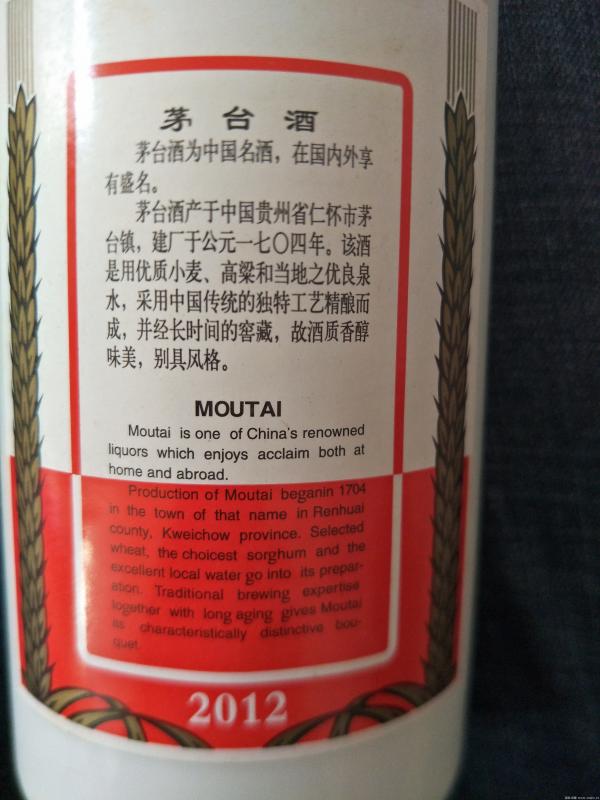 茅台酒
茅台酒为中国名酒，在国内外享
有盛名。
茅台酒产于中国贵州省仁怀市茅
台镇，建厂于公元一七〇四年。该酒
是用优质小麦、高粱和当地之优良泉
水，采用中国传统的独特工艺精酿而
成，并经长时间的窖藏，故酒质香醇
味美，别具风格。
MOUTAI
Moutai is one of China's renowned
liquors which enjoys acclaim both at
home and abroad.
Production of Moutai beganin 1704
in the town of that name in Renhuai
county, Kweichow province. Selected
wheat, the choicest sorghum and the
excellent local water go into its prepar-
ation. Traditional brewing expertise
together with long aging gives Moutai
as characteristically distinctive bou-
quet.
2012